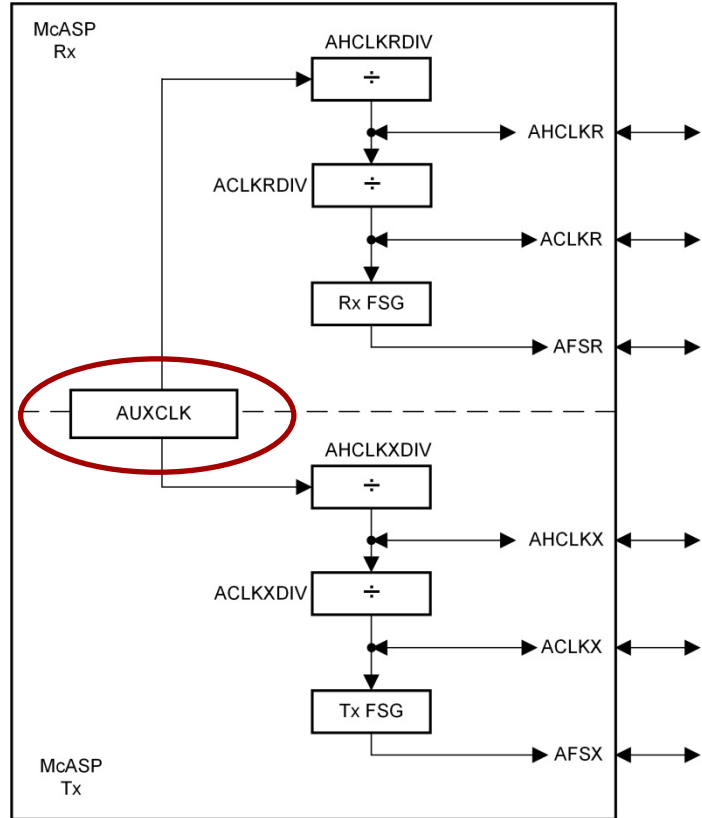 McASP
Rx
AHCLKRDIV
÷
AHCLKR
ACLKRDIV
÷
ACLKR
Rx FSG
AFSR
AUXCLK
AHCLKXDIV
÷
AHCLKX
ACLKXDIV
÷
ACLKX
Tx FSG
AFSX
McASP
Tx